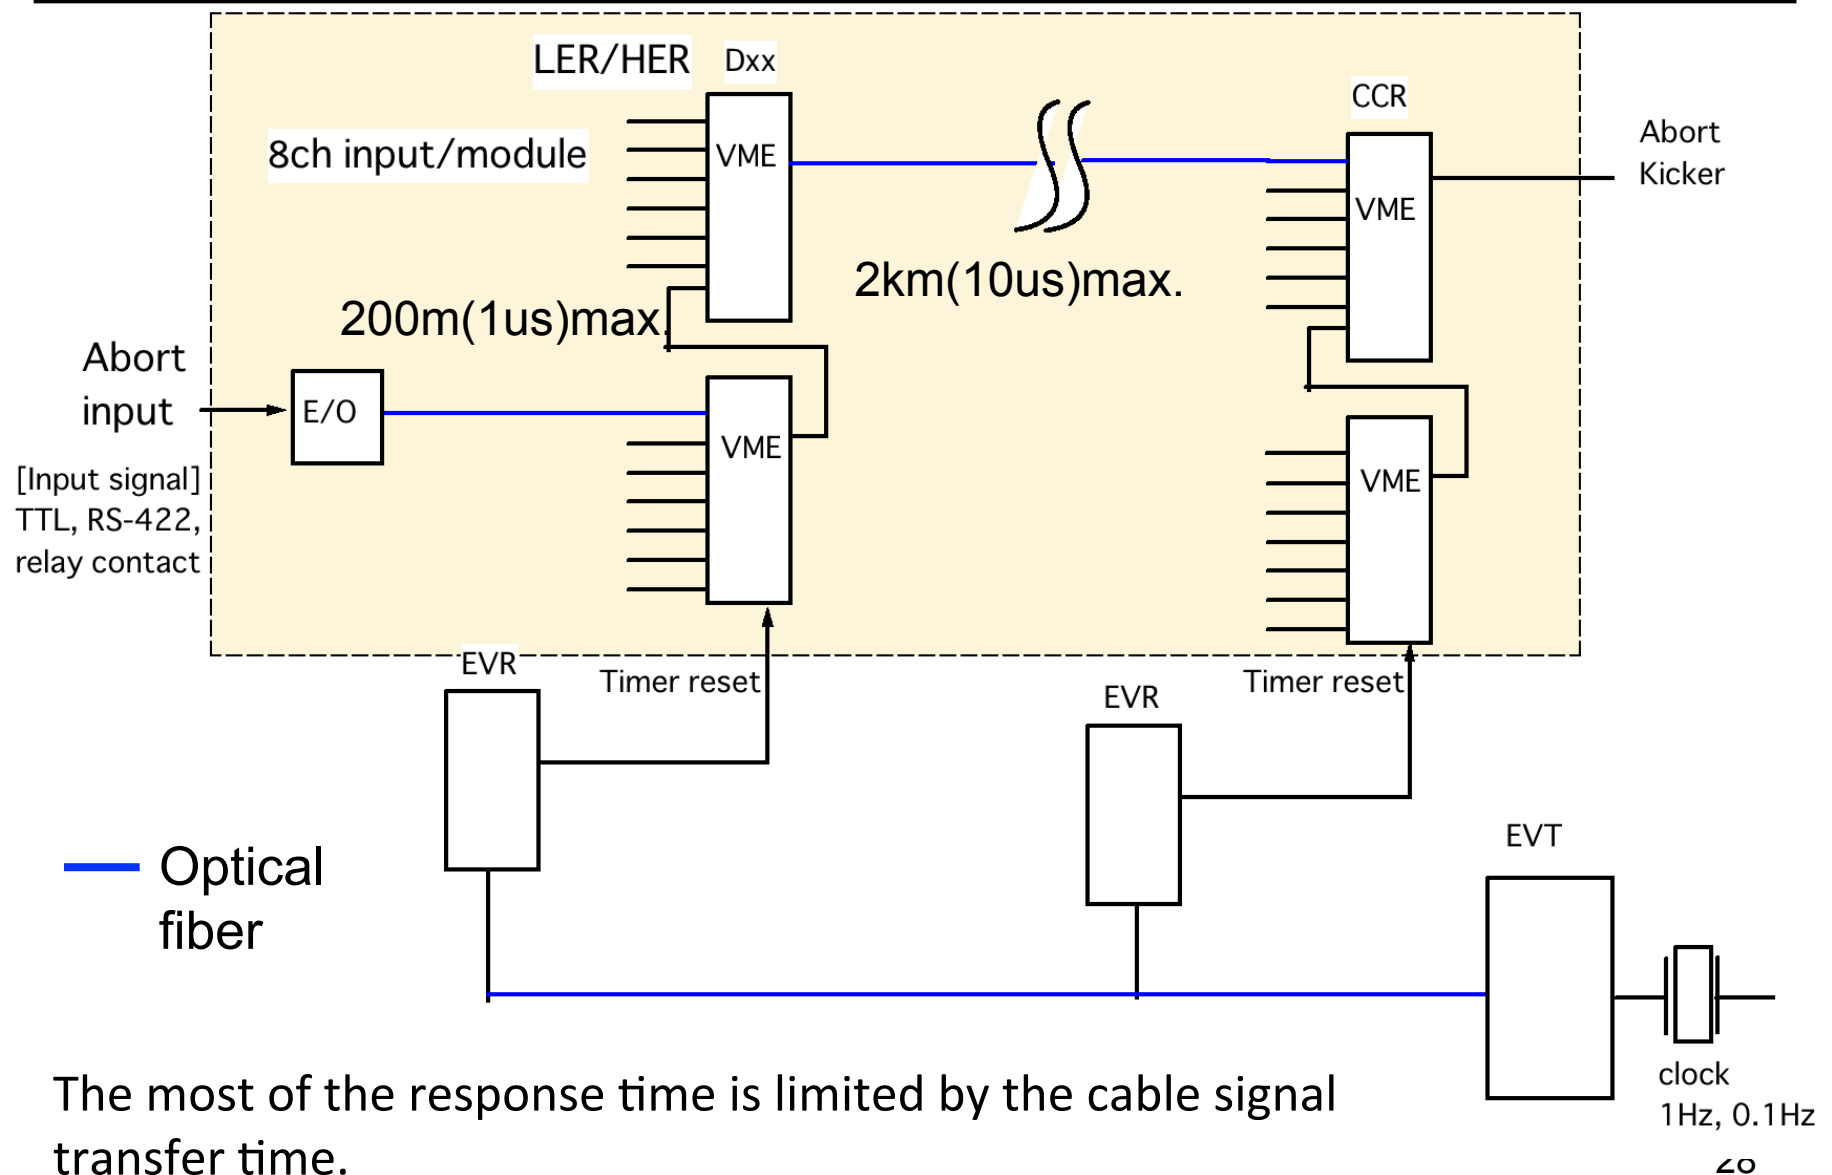 LER/HER
Dxx
CCR
8ch input/module
VME
VME
Abort
Kicker
2km(10us)max.
200m(1us)max.
Abort
input
E/O
VME
VME
[Input signal]
TTL, RS-422,
relay contact
EVR
Timer reset
EVR
Timer reset
EVT
Optical
fiber
clock
1Hz, 0.1Hz
The most of the response time is limited by the cable signal
transfer time.